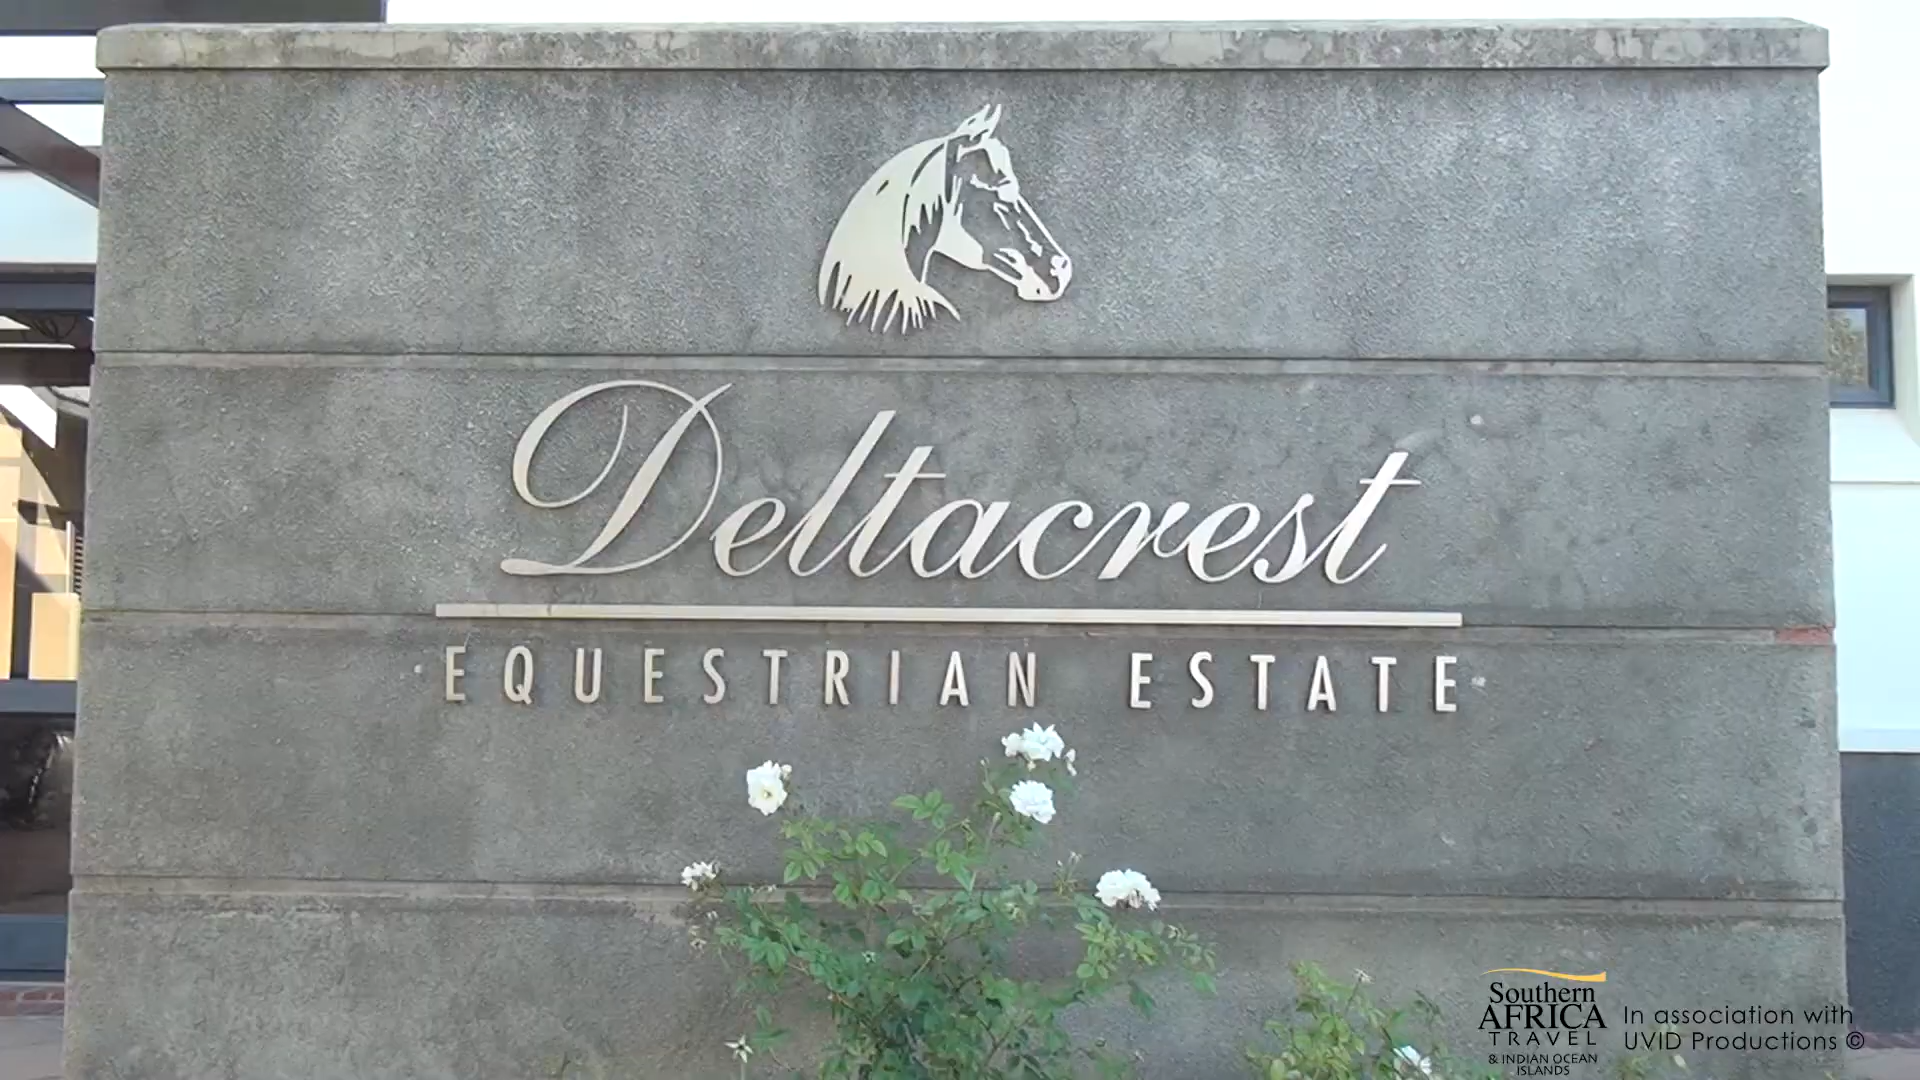 Deltacrest
EQUESTRIAN ESTATE
Southern
AFRICA
TRAVEL
& INDIAN OCEAN
ISLANDS
In association with
UVID Productions ©